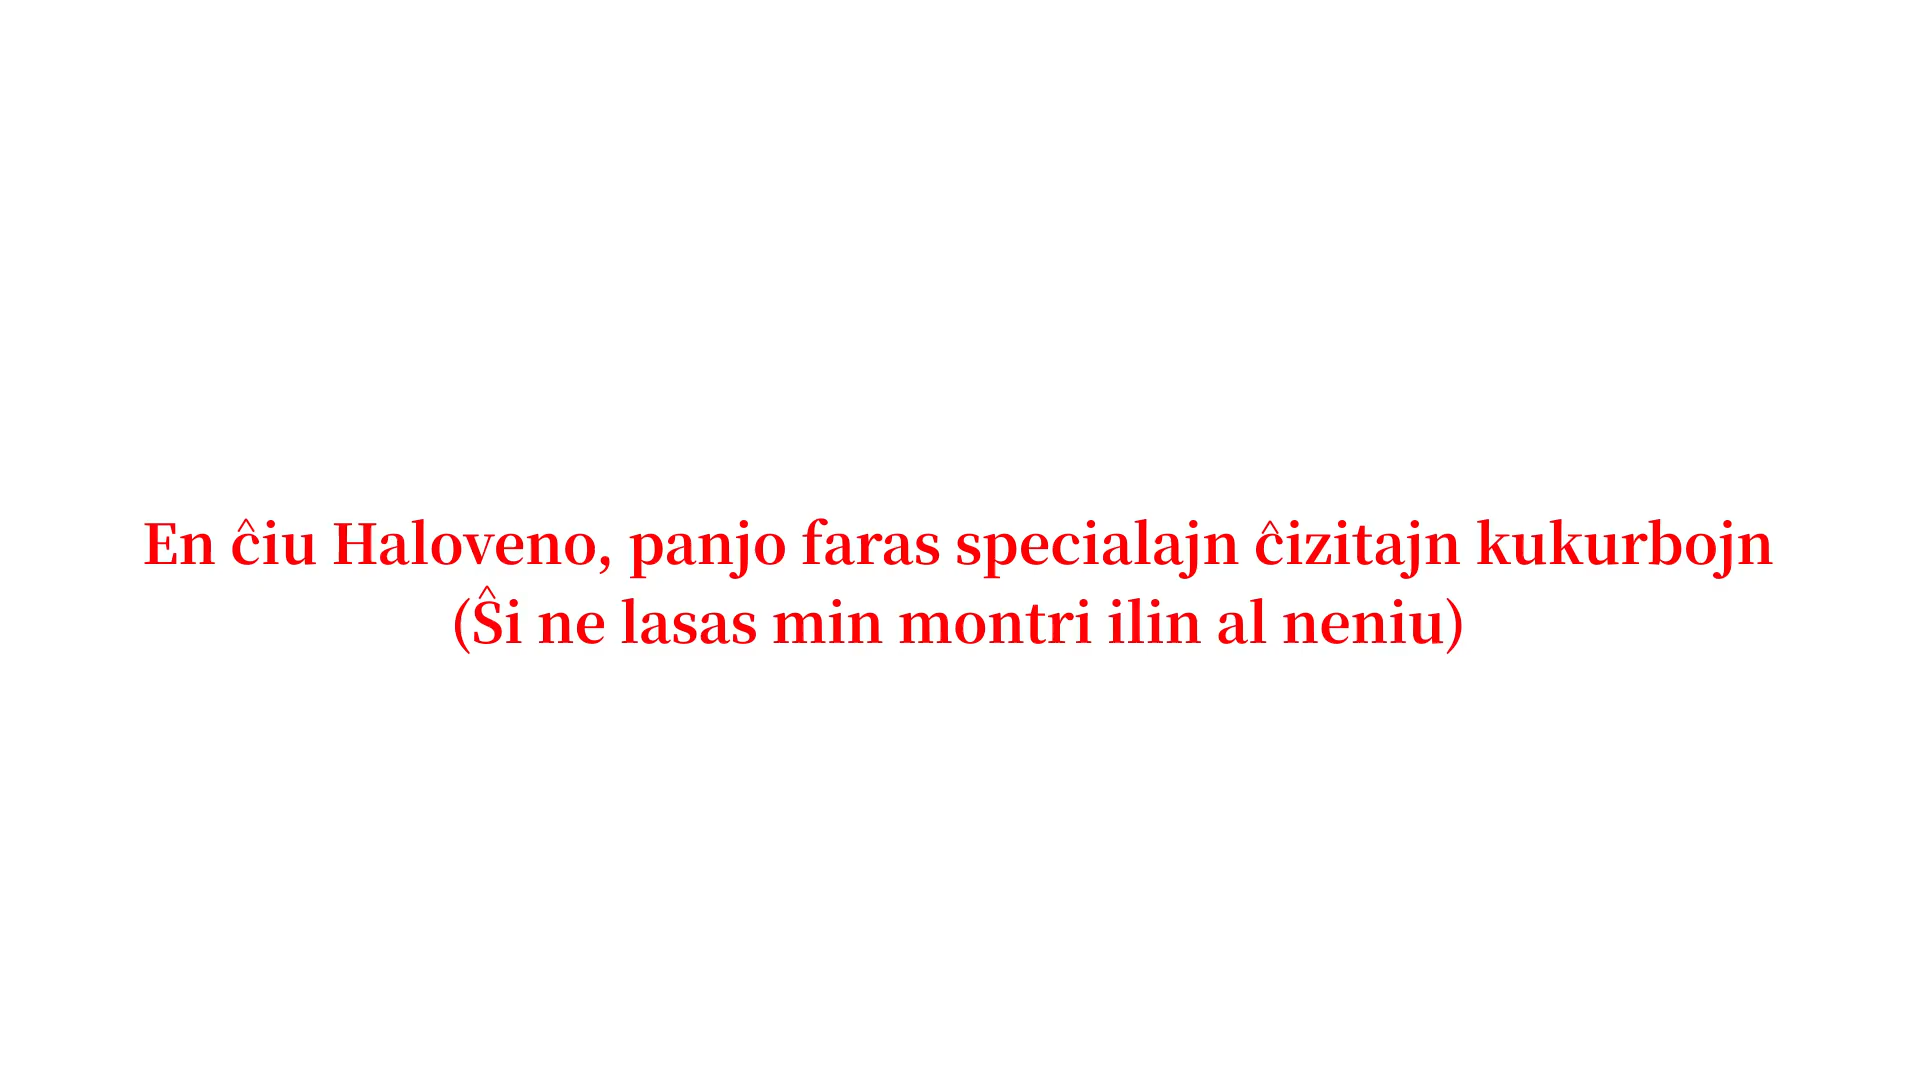 En ĉiu Haloveno, panjo faras specialajn ĉizitajn kukurbojn
(Ŝi ne lasas min montri ilin al neniu)